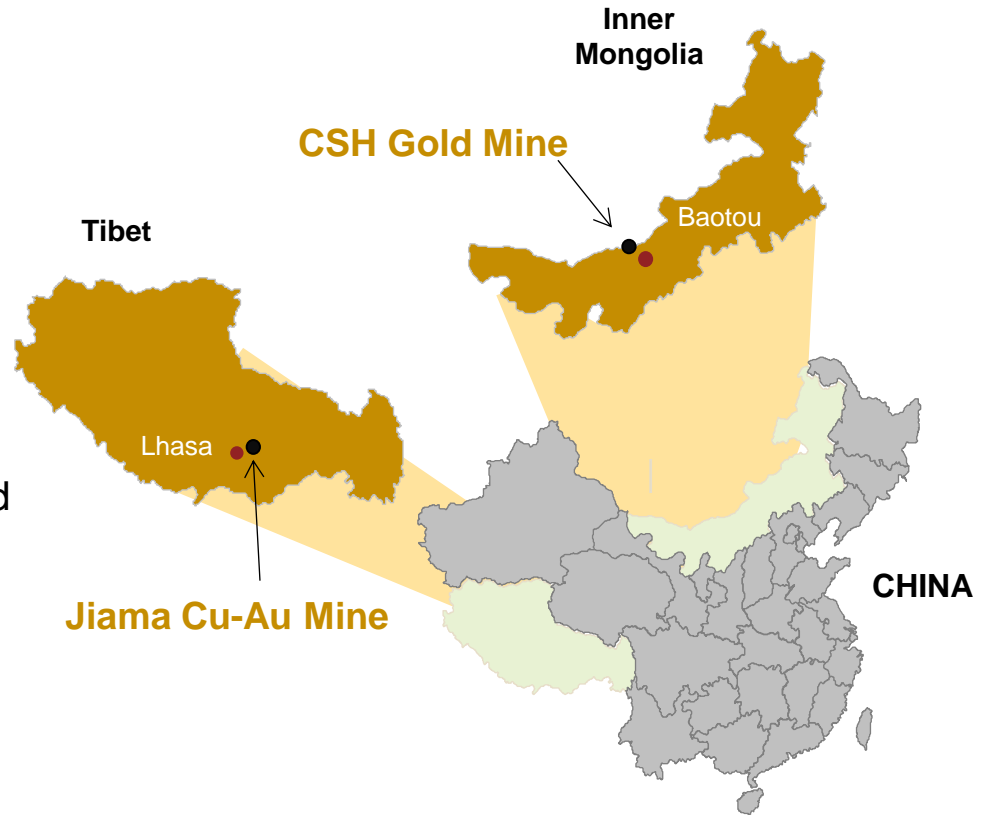 Inner
Mongolia
CSH Gold Mine
Baotou
Tibet
Lhasa
d
Jiama Cu-Au Mine
CHINA